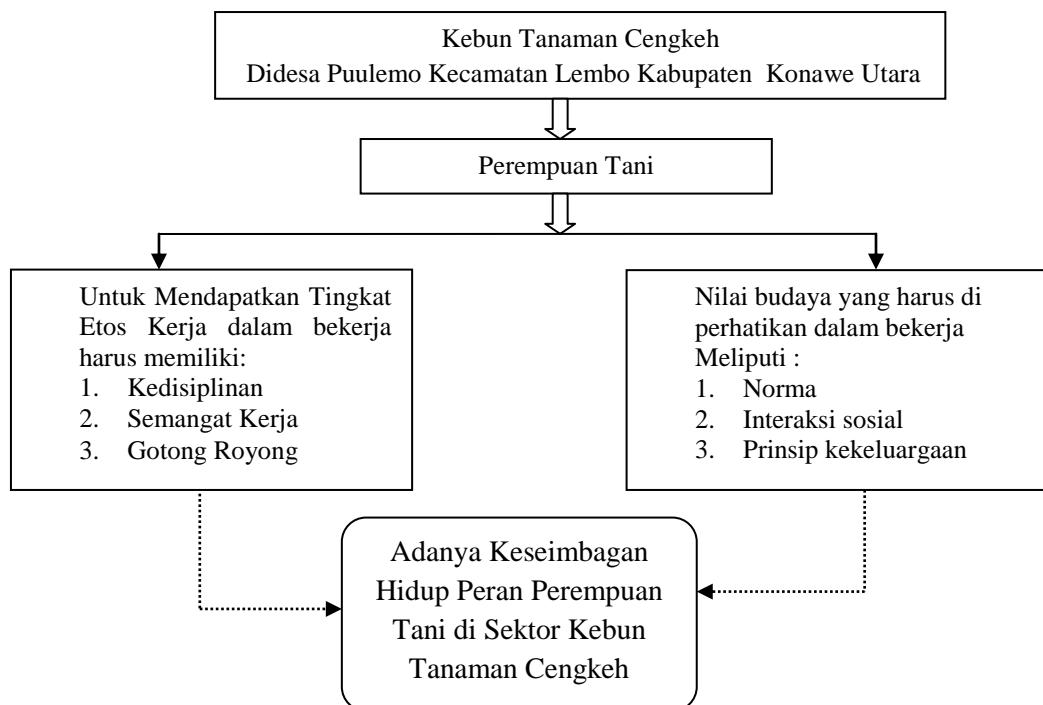 Kebun Tanaman Cengkeh
Didesa Puulemo Kecamatan Lembo Kabupaten Konawe Utara
Perempuan Tani
Untuk Mendapatkan Tingkat
Etos Kerja dalam bekerja
harus memiliki:
1. Kedisiplinan
2. Semangat Kerja
3. Gotong Royong
Nilai budaya yang harus di
perhatikan dalam bekerja
Meliputi :
1. Norma
2. Interaksi sosial
3. Prinsip kekeluargaan
Adanya Keseimbagan
Hidup Peran Perempuan
Tani di Sektor Kebun
Tanaman Cengkeh